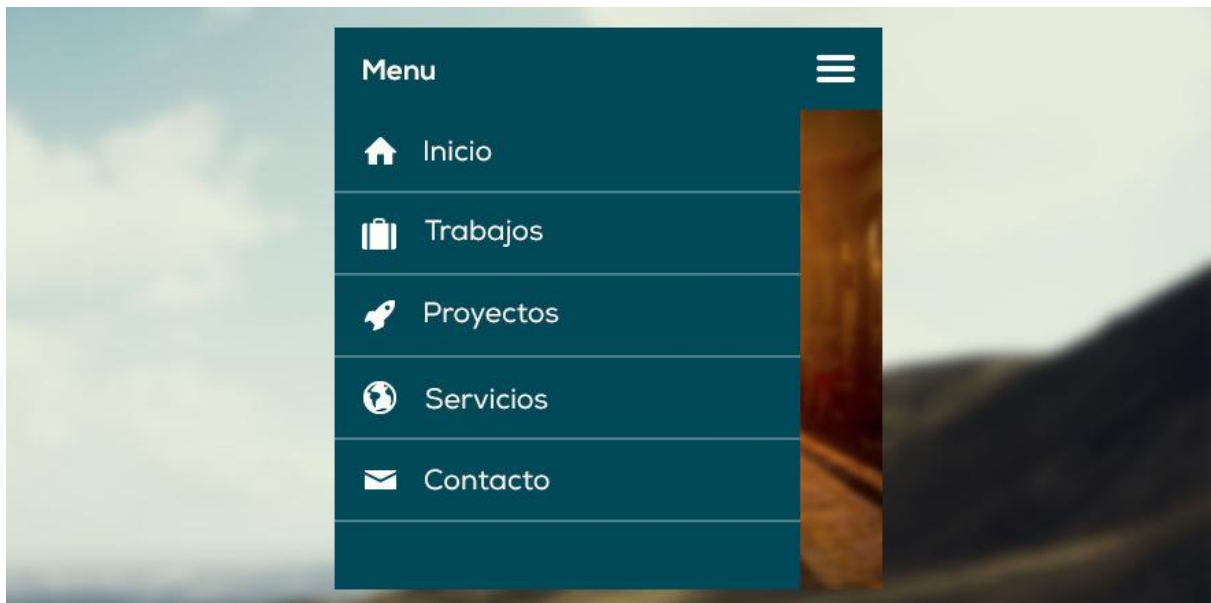 Menu
Inicio
Trabajos
Proyectos
Servicios
Contacto